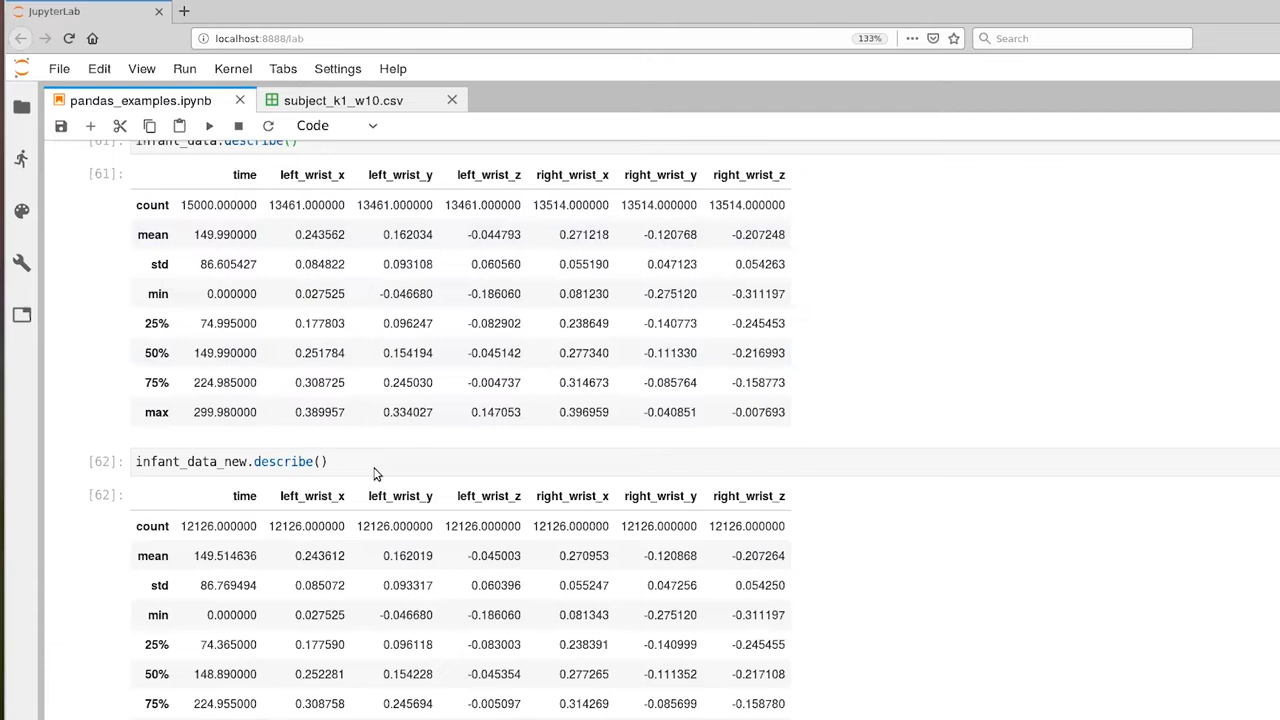 JupyterLab
localhost:8888/lab 133% Search
File Edit View Run Kernel Tabs Settings Help
pandas_examples.ipynb subject_k1_w10.csv
Code
[61]: infant_data.describe()
[61]: time left_wrist_x left_wrist_y left_wrist_z right_wrist_x right_wrist_y right_wrist_z
count 15000.000000 13461.000000 13461.000000 13461.000000 13514.000000 13514.000000 13514.000000
mean 149.990000 0.243562 0.162034 -0.044793 0.271218 -0.120768 -0.207248
std 86.605427 0.084822 0.093108 0.060560 0.055190 0.047123 0.054263
min 0.000000 0.027525 -0.046680 -0.186060 0.081230 -0.275120 -0.311197
25% 74.995000 0.177803 0.096247 -0.082902 0.238649 -0.140773 -0.245453
50% 149.990000 0.251784 0.154194 -0.045142 0.277340 -0.111330 -0.216993
75% 224.985000 0.308725 0.245030 -0.004737 0.314673 -0.085764 -0.158773
max 299.980000 0.389957 0.334027 0.147053 0.396959 -0.040851 -0.007693
[62]: infant_data_new.describe()
[62]: time left_wrist_x left_wrist_y left_wrist_z right_wrist_x right_wrist_y right_wrist_z
count 12126.000000 12126.000000 12126.000000 12126.000000 12126.000000 12126.000000 12126.000000
mean 149.514636 0.243612 0.162019 -0.045003 0.270953 -0.120868 -0.207264
std 86.769494 0.085072 0.093317 0.060396 0.055247 0.047256 0.054250
min 0.000000 0.027525 -0.046680 -0.186060 0.081343 -0.275120 -0.311197
25% 74.365000 0.177590 0.096118 -0.083003 0.238391 -0.140999 -0.245455
50% 148.890000 0.252281 0.154228 -0.045354 0.277265 -0.111352 -0.217108
75% 224.955000 0.308758 0.245694 -0.005097 0.314269 -0.085699 -0.158780